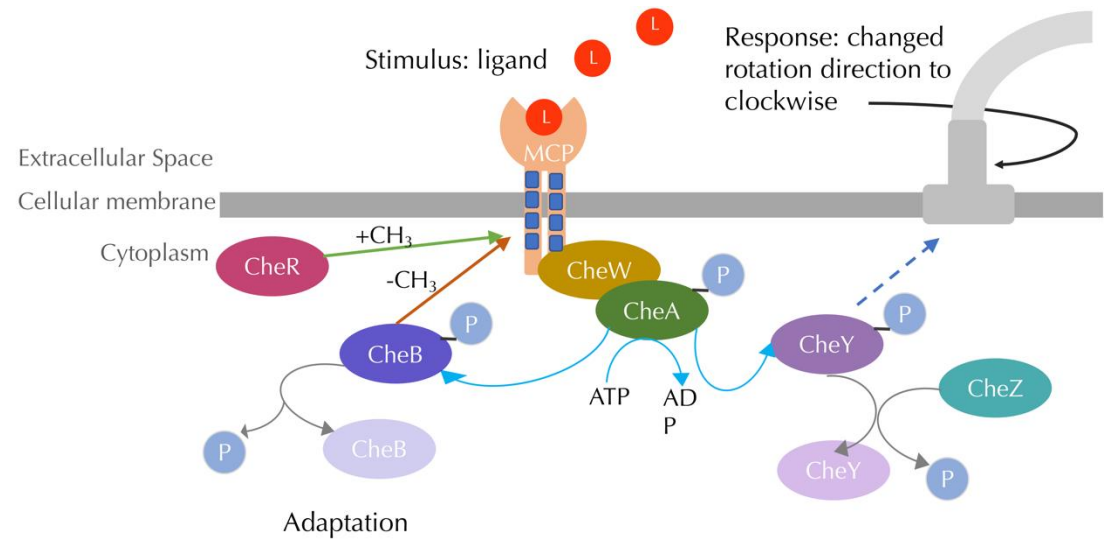 L
L
Stimulus: ligand
Response: changed
rotation direction to
clockwise
L
MCP
Extracellular Space
Cellular membrane
Cytoplasm
+CH3
CheR
-CH3
CheW
CheA
P
CheB
P
CheY
P
ATP
AD
P
CheZ
P
CheB
CheY
P
Adaptation